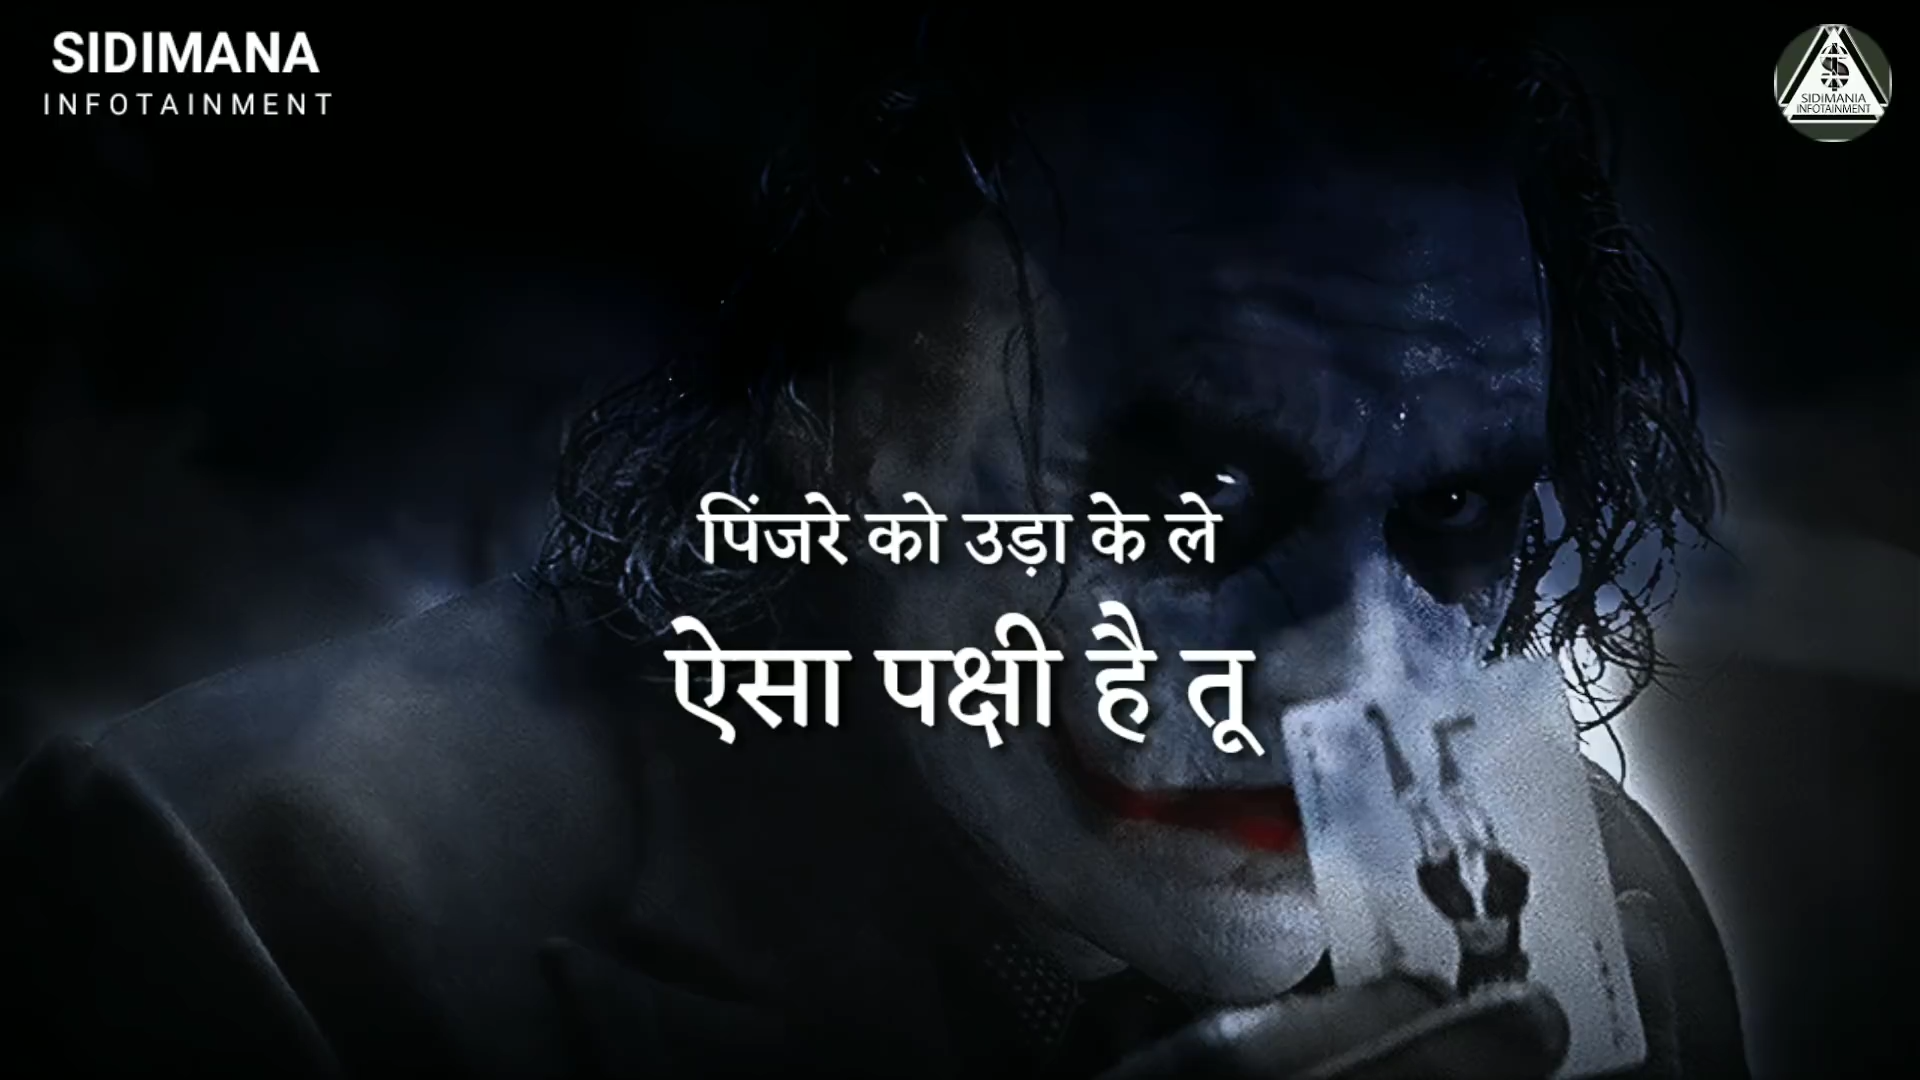 SIDIMANA
INFOTAINMENT
$
SIDIMANIA
INFOTAINMENT
पिंजरे को उड़ा के ले
ऐसा पक्षी है तू